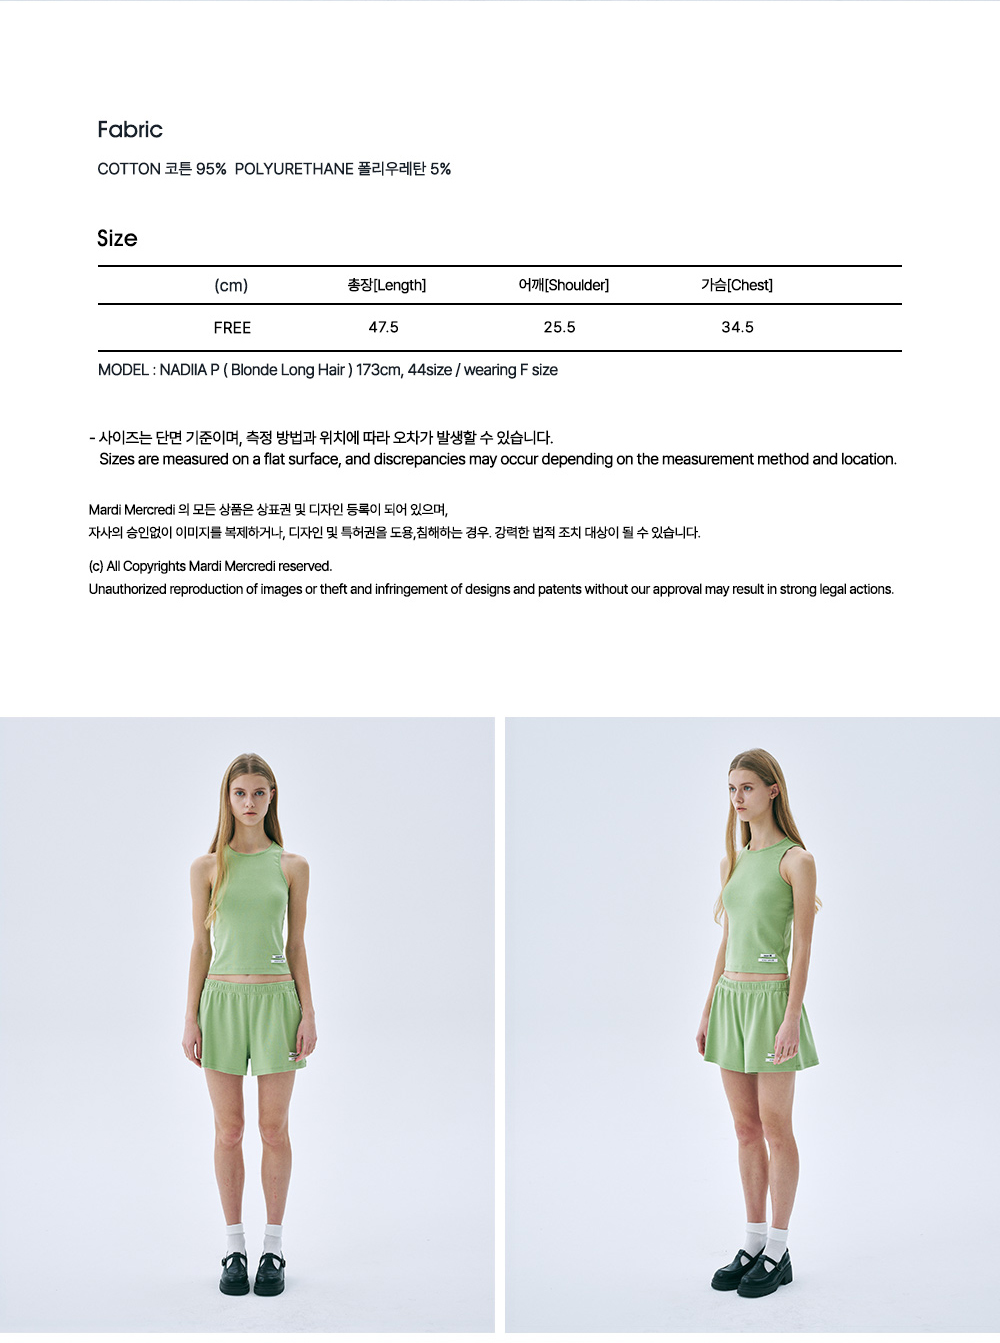 Fabric
COTTON 코튼 95% POLYURETHANE 폴리우레탄 5%
Size
(cm) 총장[Length] 어깨[Shoulder] 가슴[Chest]
FREE 47.5 25.5 34.5
MODEL : NADIIA P ( Blonde Long Hair ) 173cm, 44size / wearing F size
- 사이즈는 단면 기준이며, 측정 방법과 위치에 따라 오차가 발생할 수 있습니다.
Sizes are measured on a flat surface, and discrepancies may occur depending on the measurement method and location.
Mardi Mercredi 의 모든 상품은 상표권 및 디자인 등록이 되어 있으며,
자사의 승인없이 이미지를 복제하거나, 디자인 및 특허권을 도용,침해하는 경우. 강력한 법적 조치 대상이 될 수 있습니다.
(c) All Copyrights Mardi Mercredi reserved.
Unauthorized reproduction of images or theft and infringement of designs and patents without our approval may result in strong legal actions.